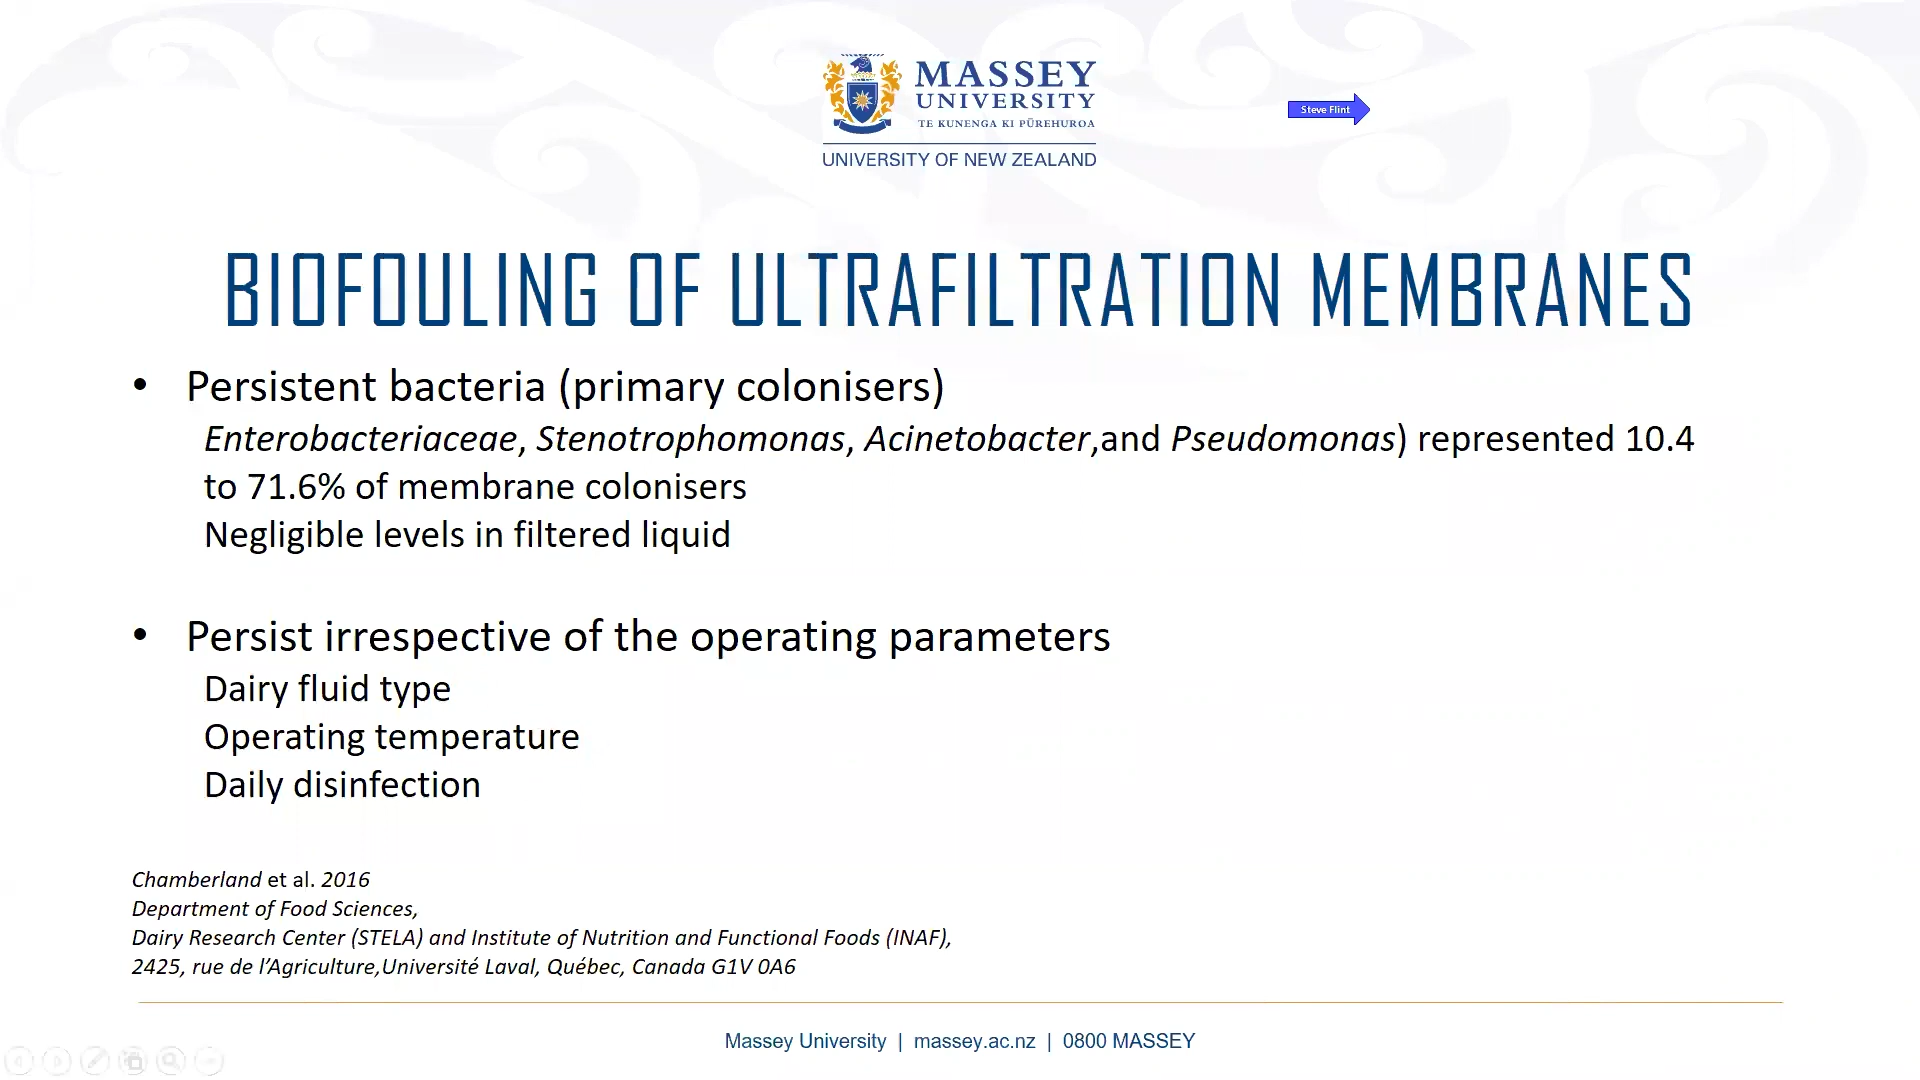 MASSEY
UNIVERSITY
TE KUNENGA KI PŪREHUROA
UNIVERSITY OF NEW ZEALAND
Steve Flint
BIOFOULING OF ULTRAFILTRATION MEMBRANES
• Persistent bacteria (primary colonisers)
Enterobacteriaceae, Stenotrophomonas, Acinetobacter,and Pseudomonas) represented 10.4
to 71.6% of membrane colonisers
Negligible levels in filtered liquid
• Persist irrespective of the operating parameters
Dairy fluid type
Operating temperature
Daily disinfection
Chamberland et al. 2016
Department of Food Sciences,
Dairy Research Center (STELA) and Institute of Nutrition and Functional Foods (INAF),
2425, rue de l’Agriculture,Université Laval, Québec, Canada G1V 0A6
Massey University | massey.ac.nz | 0800 MASSEY